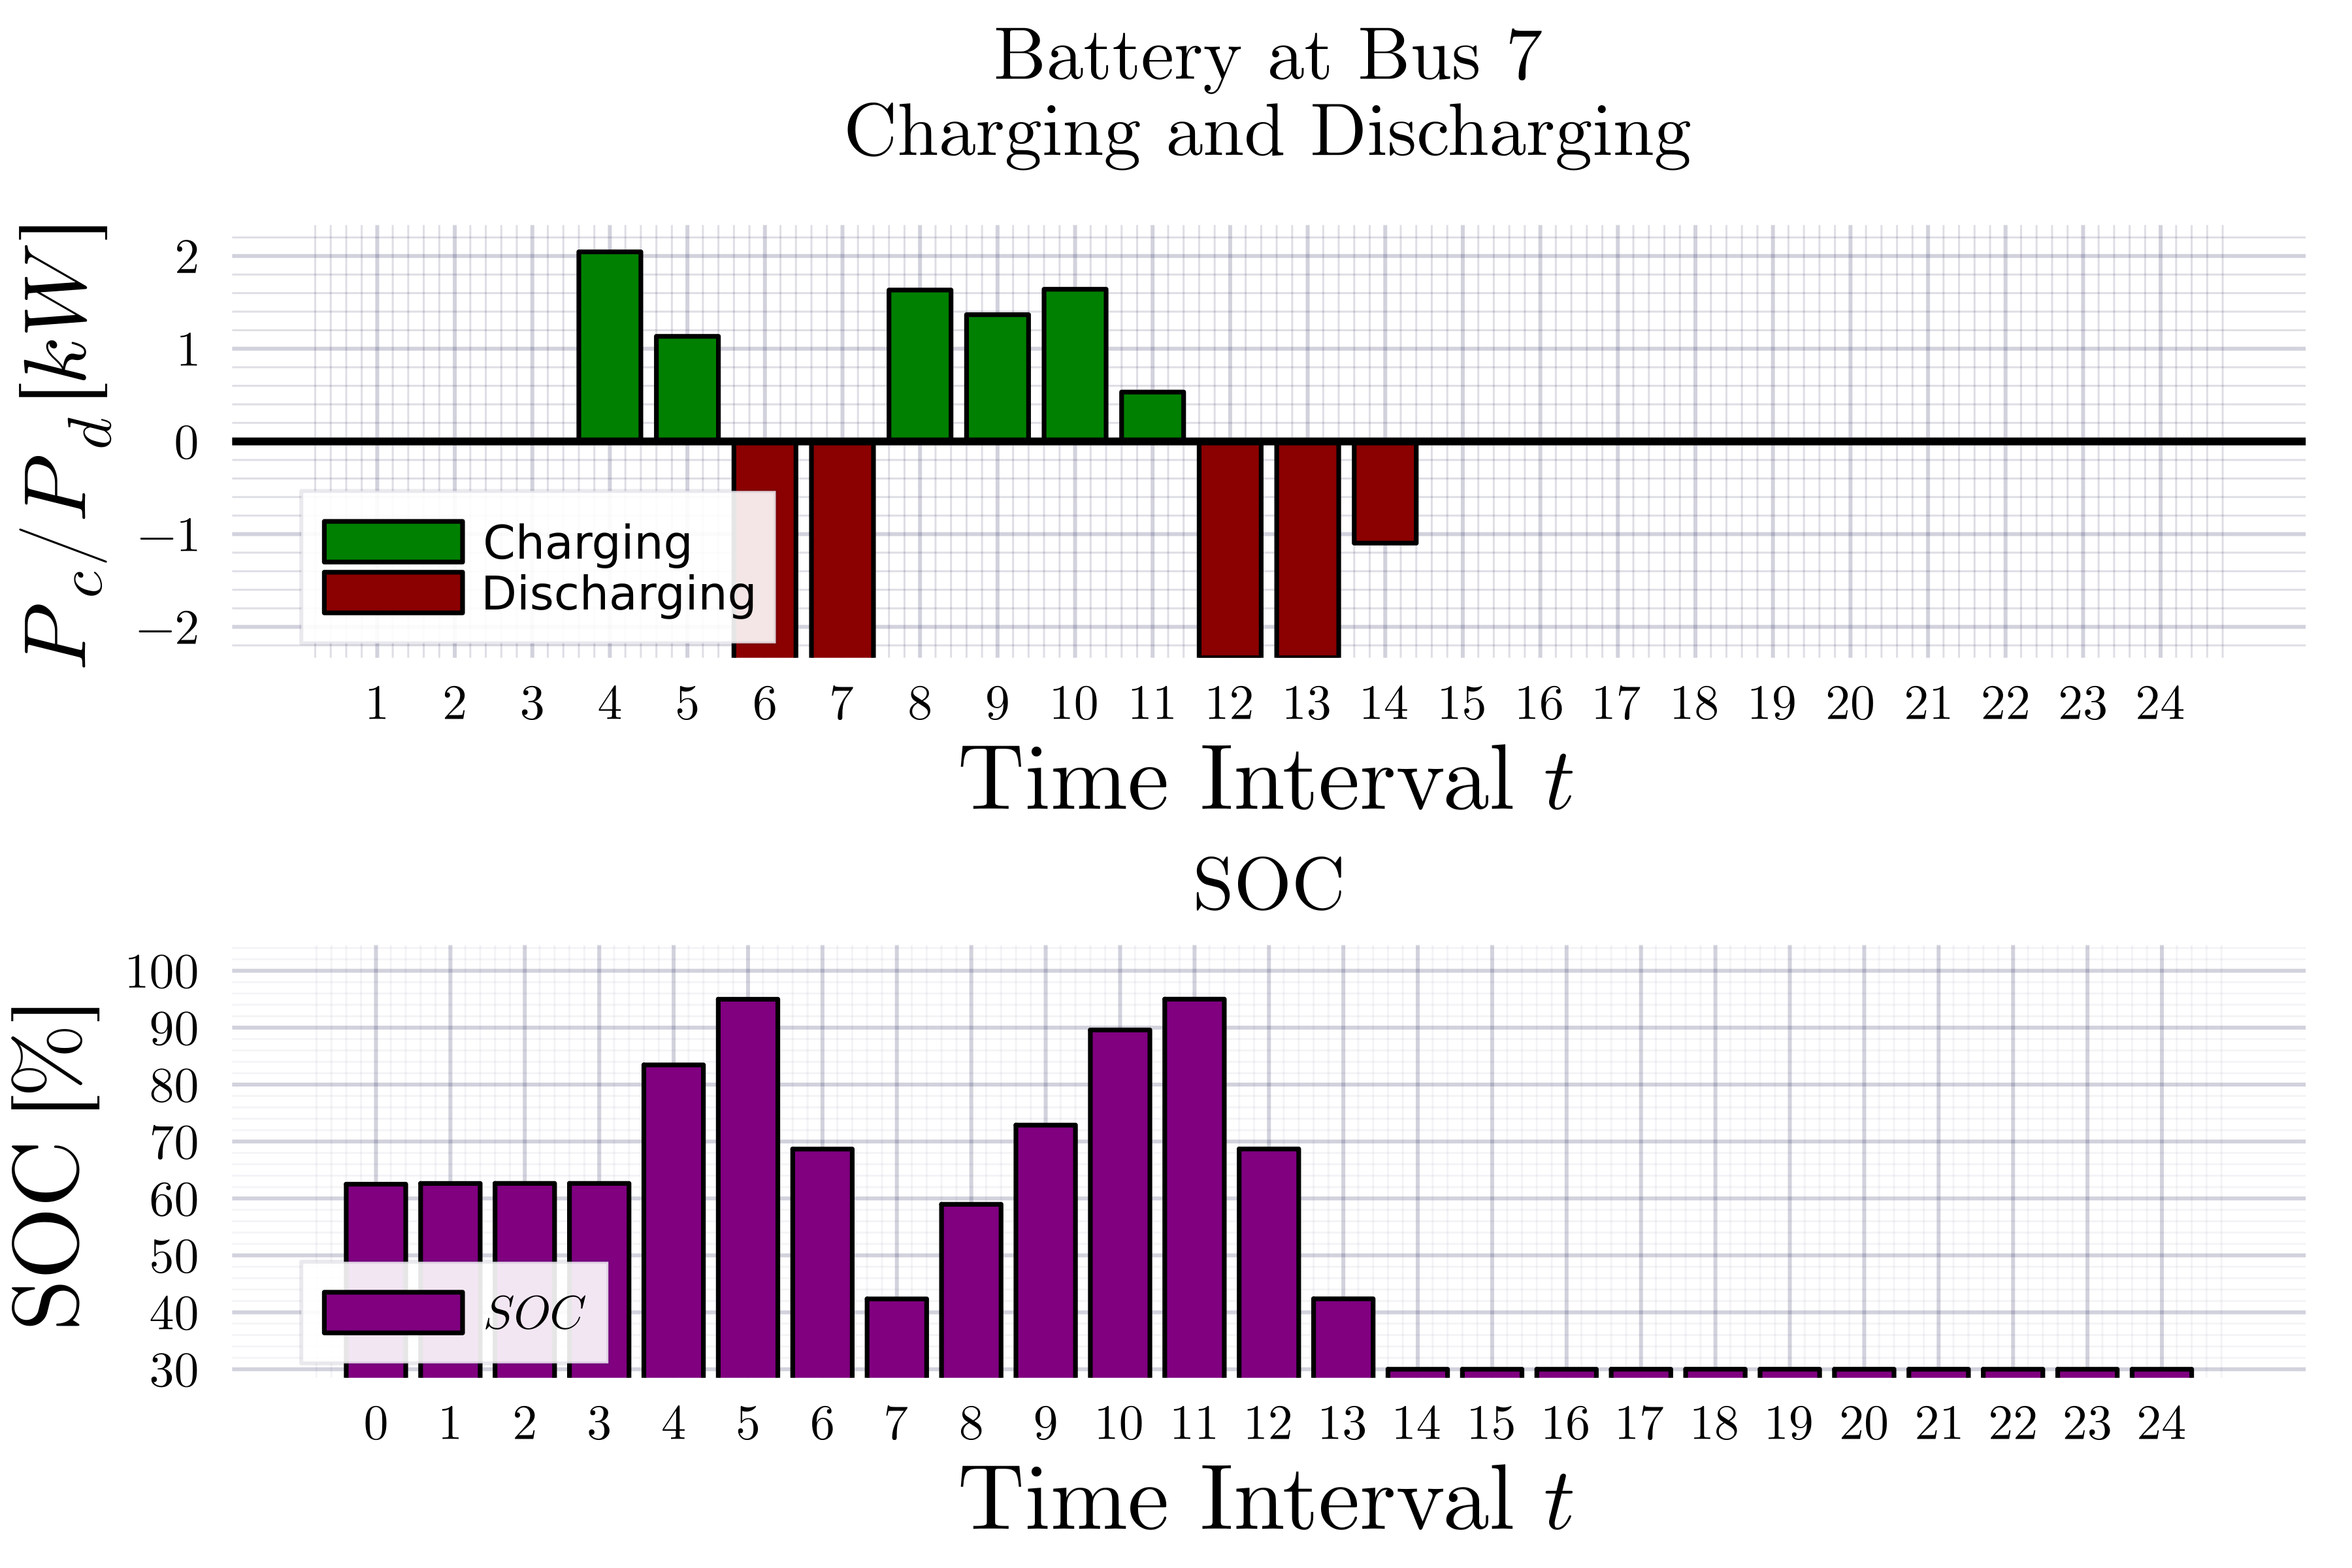 Battery at Bus 7
Charging and Discharging
P_c/P_d [kW]
2
1
0
−1
−2
Charging
Discharging
1 2 3 4 5 6 7 8 9 10 11 12 13 14 15 16 17 18 19 20 21 22 23 24
Time Interval t
SOC
SOC [%]
100
90
80
70
60
50
40
30
SOC
0 1 2 3 4 5 6 7 8 9 10 11 12 13 14 15 16 17 18 19 20 21 22 23 24
Time Interval t